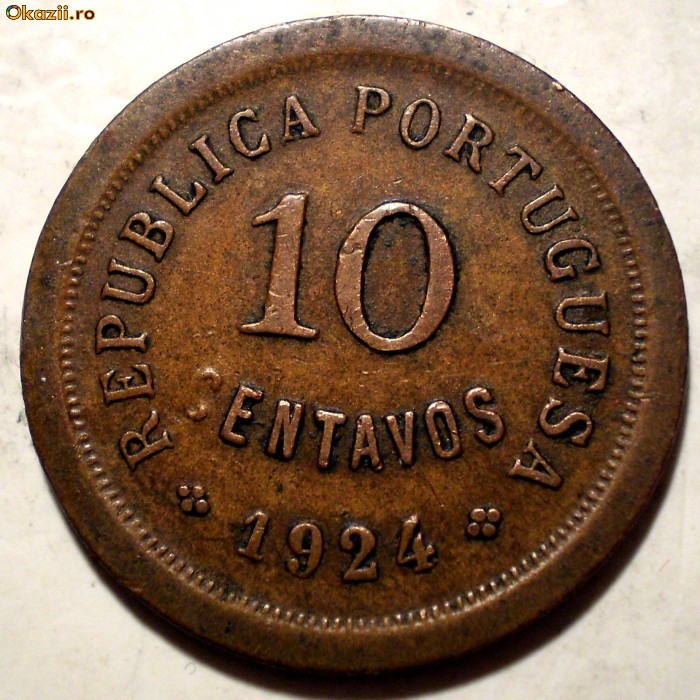 Okazii.ro
REPUBLICA PORTUGUESA
10
CENTAVOS
1924